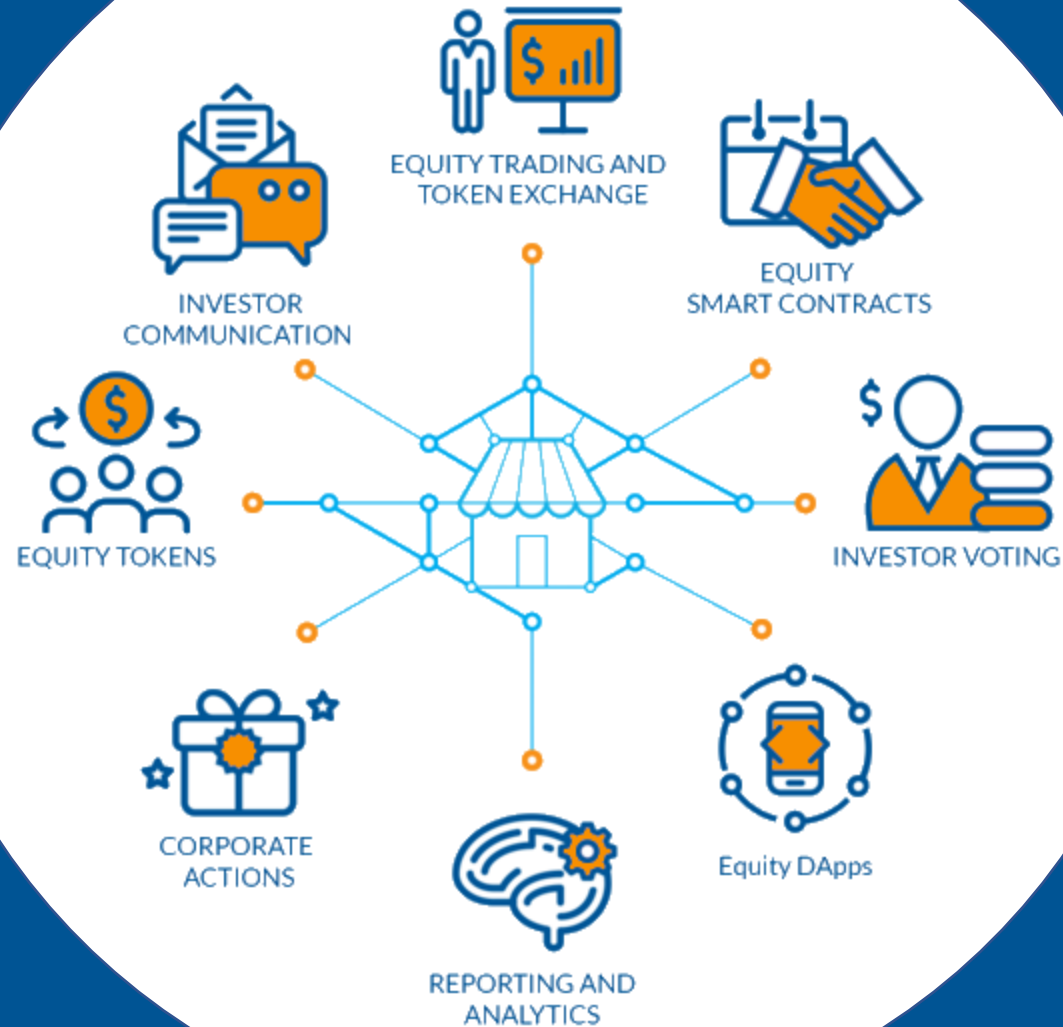 EQUITY TRADING AND
TOKEN EXCHANGE
EQUITY
SMART CONTRACTS
INVESTOR
COMMUNICATION
EQUITY TOKENS
INVESTOR VOTING
CORPORATE
ACTIONS
Equity DApps
REPORTING AND
ANALYTICS